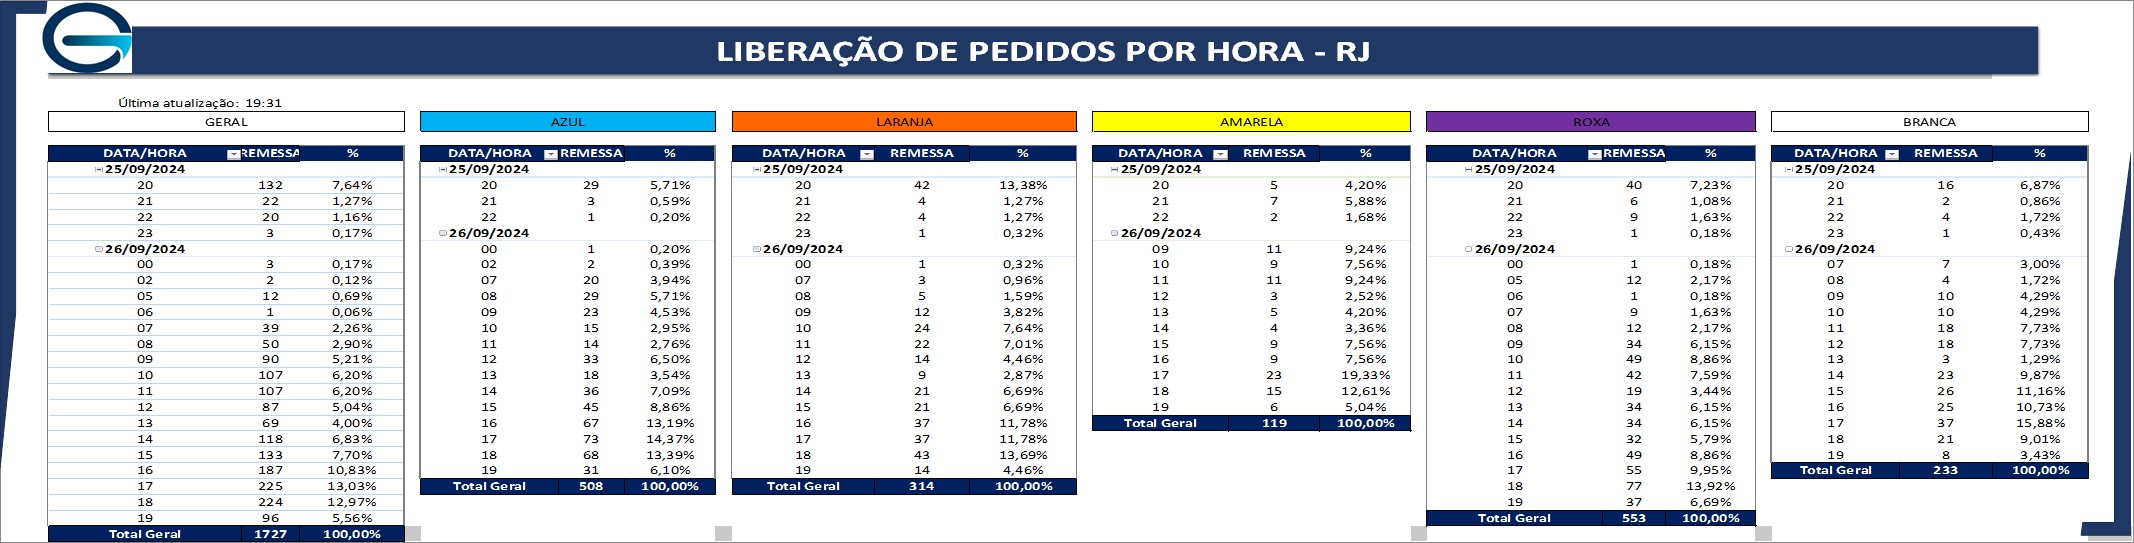 LIBERAÇÃO DE PEDIDOS POR HORA - RJ
Última atualização: 19:31
GERAL
DATA/HORA REMESSA %
25/09/2024
20 132 7,64%
21 22 1,27%
22 20 1,16%
23 3 0,17%
26/09/2024
00 3 0,17%
02 2 0,12%
05 12 0,69%
06 1 0,06%
07 39 2,26%
08 50 2,90%
09 90 5,21%
10 107 6,20%
11 107 6,20%
12 87 5,04%
13 69 4,00%
14 118 6,83%
15 133 7,70%
16 187 10,83%
17 225 13,03%
18 224 12,97%
19 96 5,56%
Total Geral 1727 100,00%
AZUL
DATA/HORA REMESSA %
25/09/2024
20 29 5,71%
21 3 0,59%
22 1 0,20%
26/09/2024
00 1 0,20%
02 2 0,39%
07 20 3,94%
08 29 5,71%
09 23 4,53%
10 15 2,95%
11 14 2,76%
12 33 6,50%
13 18 3,54%
14 36 7,09%
15 45 8,86%
16 67 13,19%
17 73 14,37%
18 68 13,39%
19 31 6,10%
Total Geral 508 100,00%
LARANJA
DATA/HORA REMESSA %
25/09/2024
20 42 13,38%
21 4 1,27%
22 4 1,27%
23 1 0,32%
26/09/2024
00 1 0,32%
07 3 0,96%
08 5 1,59%
09 12 3,82%
10 24 7,64%
11 22 7,01%
12 14 4,46%
13 9 2,87%
14 21 6,69%
15 21 6,69%
16 37 11,78%
17 37 11,78%
18 43 13,69%
19 14 4,46%
Total Geral 314 100,00%
AMARELA
DATA/HORA REMESSA %
25/09/2024
20 5 4,20%
21 7 5,88%
22 2 1,68%
26/09/2024
09 11 9,24%
10 9 7,56%
11 11 9,24%
12 3 2,52%
13 5 4,20%
14 4 3,36%
15 9 7,56%
16 9 7,56%
17 23 19,33%
18 15 12,61%
19 6 5,04%
Total Geral 119 100,00%
ROXA
DATA/HORA REMESSA %
25/09/2024
20 40 7,23%
21 6 1,08%
22 9 1,63%
23 1 0,18%
26/09/2024
00 1 0,18%
05 12 2,17%
06 1 0,18%
07 9 1,63%
08 12 2,17%
09 34 6,15%
10 49 8,86%
11 42 7,59%
12 19 3,44%
13 34 6,15%
14 34 6,15%
15 32 5,79%
16 49 8,86%
17 55 9,95%
18 77 13,92%
19 37 6,69%
Total Geral 553 100,00%
BRANCA
DATA/HORA REMESSA %
25/09/2024
20 16 6,87%
21 2 0,86%
22 4 1,72%
23 1 0,43%
26/09/2024
07 7 3,00%
08 4 1,72%
09 10 4,29%
10 10 4,29%
11 18 7,73%
12 18 7,73%
13 3 1,29%
14 23 9,87%
15 26 11,16%
16 25 10,73%
17 37 15,88%
18 21 9,01%
19 8 3,43%
Total Geral 233 100,00%